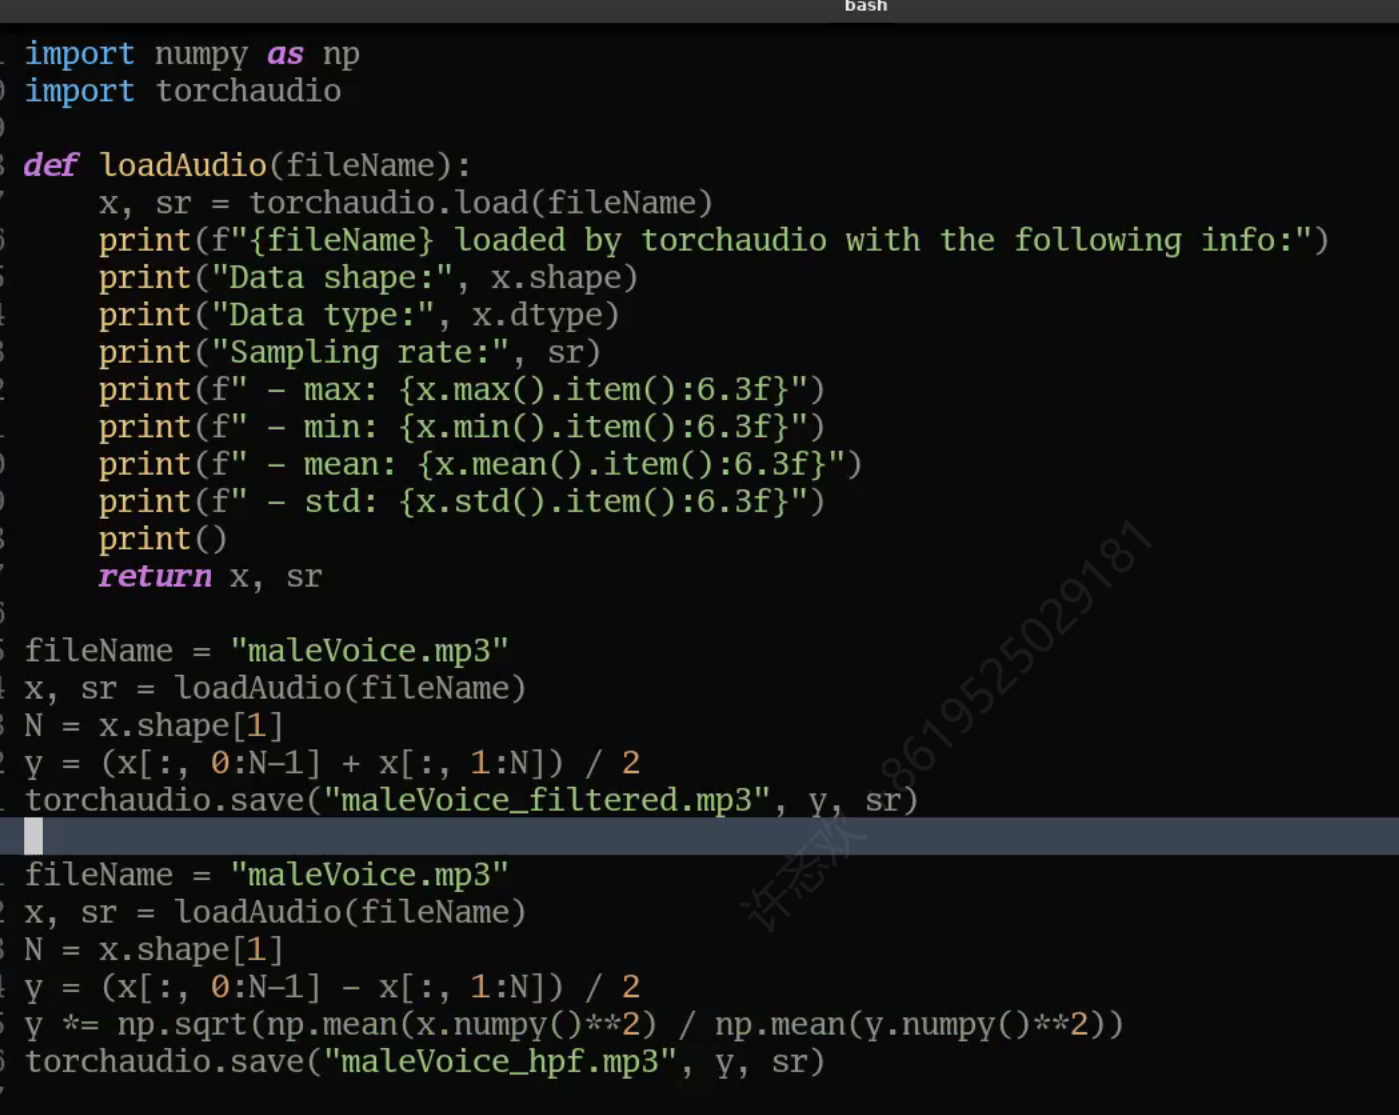 bash
import numpy as np
import torchaudio
def loadAudio(fileName):
    x, sr = torchaudio.load(fileName)
    print(f"{fileName} loaded by torchaudio with the following info:")
    print("Data shape:", x.shape)
    print("Data type:", x.dtype)
    print("Sampling rate:", sr)
    print(f" - max: {x.max().item():6.3f}")
    print(f" - min: {x.min().item():6.3f}")
    print(f" - mean: {x.mean().item():6.3f}")
    print(f" - std: {x.std().item():6.3f}")
    print()
    return x, sr
fileName = "maleVoice.mp3"
x, sr = loadAudio(fileName)
N = x.shape[1]
y = (x[:, 0:N-1] + x[:, 1:N]) / 2
torchaudio.save("maleVoice_filtered.mp3", y, sr)
fileName = "maleVoice.mp3"
x, sr = loadAudio(fileName)
N = x.shape[1]
y = (x[:, 0:N-1] - x[:, 1:N]) / 2
y *= np.sqrt(np.mean(x.numpy()**2) / np.mean(y.numpy()**2))
torchaudio.save("maleVoice_hpf.mp3", y, sr)
8619525029181